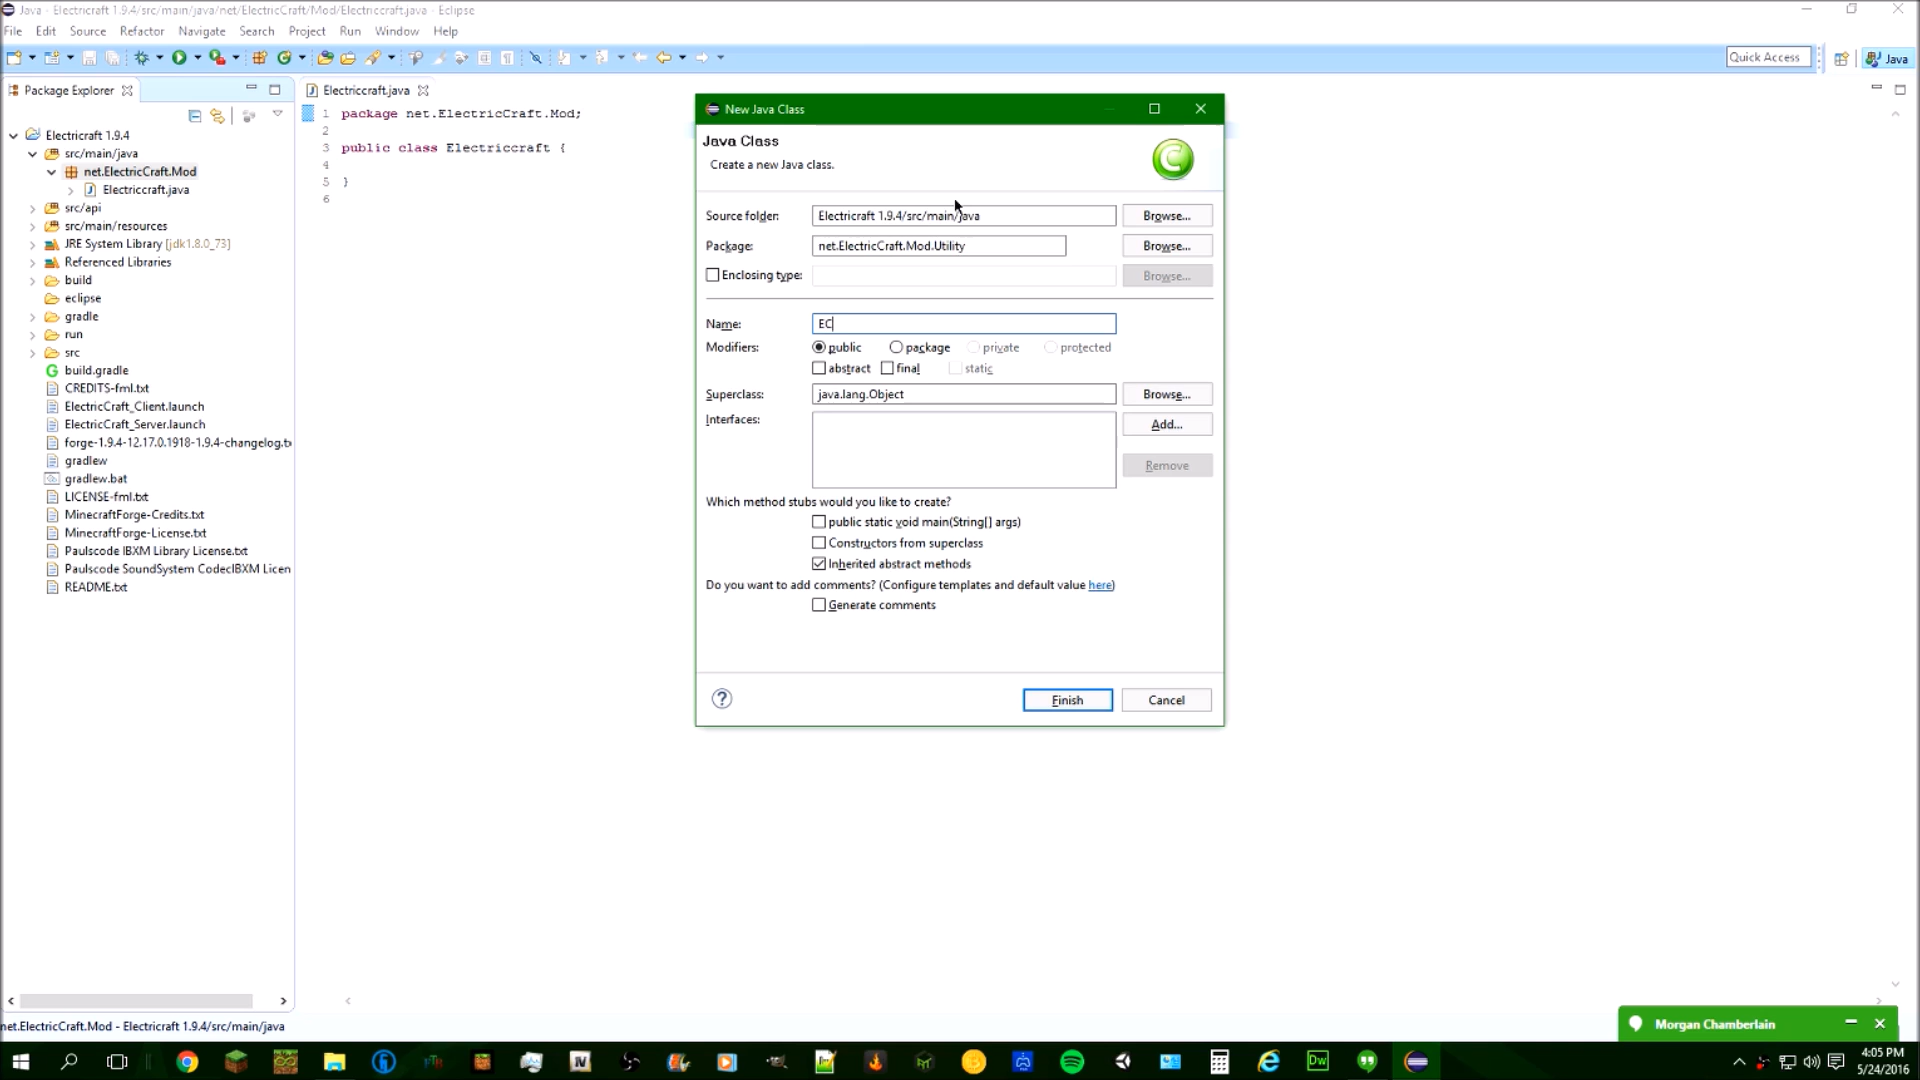 Java - Electricraft 1.9.4/src/main/java/net/ElectricCraft/Mod/Electriccraft.java - Eclipse
File Edit Source Refactor Navigate Search Project Run Window Help
Quick Access
Java
Package Explorer
Electriccraft.java
Electricraft 1.9.4
src/main/java
net.ElectricCraft.Mod
Electriccraft.java
src/api
src/main/resources
JRE System Library [jdk1.8.0_73]
Referenced Libraries
build
eclipse
gradle
run
src
build.gradle
CREDITS-fml.txt
ElectricCraft_Client.launch
ElectricCraft_Server.launch
forge-1.9.4-12.17.0.1918-1.9.4-changelog.tx
gradlew
gradlew.bat
LICENSE-fml.txt
MinecraftForge-Credits.txt
MinecraftForge-License.txt
Paulscode IBXM Library License.txt
Paulscode SoundSystem CodecIBXM Licen
README.txt
1 package net.ElectricCraft.Mod;
2
3 public class Electriccraft {
4
5 }
6
New Java Class
Java Class
Create a new Java class.
Source folder: Electricraft 1.9.4/src/main/java Browse...
Package: net.ElectricCraft.Mod.Utility Browse...
Enclosing type: Browse...
Name: EC
Modifiers: public package private protected
abstract final static
Superclass: java.lang.Object Browse...
Interfaces: Add...
Remove
Which method stubs would you like to create?
public static void main(String[] args)
Constructors from superclass
Inherited abstract methods
Do you want to add comments? (Configure templates and default value here)
Generate comments
Finish Cancel
net.ElectricCraft.Mod - Electricraft 1.9.4/src/main/java
Morgan Chamberlain
Dw
4:05 PM
5/24/2016